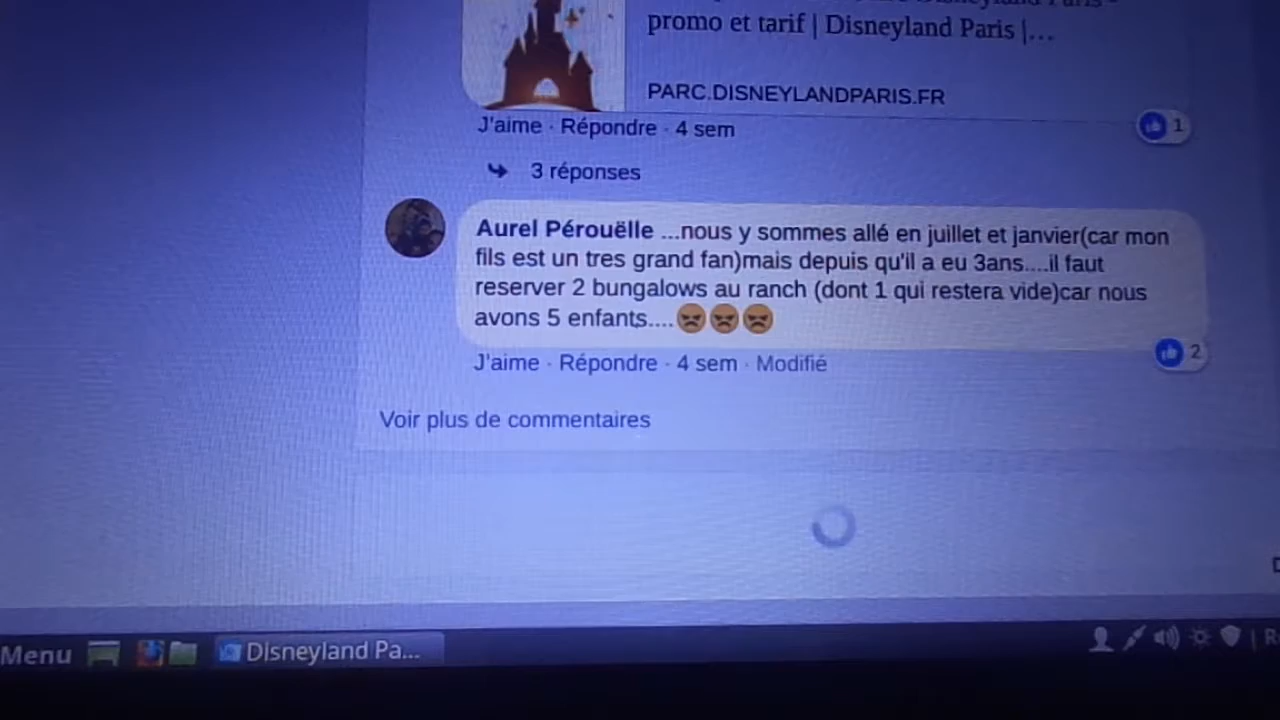 promo et tarif | Disneyland Paris |...
PARC.DISNEYLANDPARIS.FR
J'aime · Répondre · 4 sem
1
3 réponses
Aurel Pérouëlle ...nous y sommes allé en juillet et janvier(car mon
fils est un tres grand fan)mais depuis qu'il a eu 3ans....il faut
reserver 2 bungalows au ranch (dont 1 qui restera vide)car nous
avons 5 enfants....😠😠😠
2
J'aime · Répondre · 4 sem · Modifié
Voir plus de commentaires
Menu
Disneyland Pa...